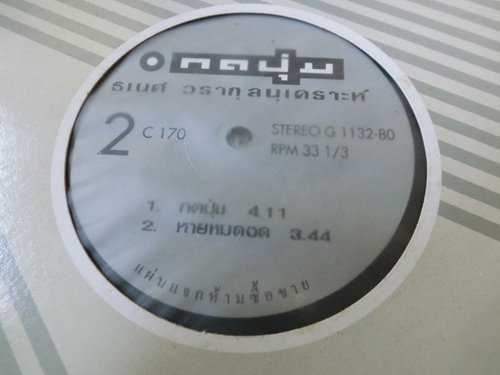 กดปุ่ม
ธเนศ วรากุลนุเคราะห์
2 C 170 STEREO G 1132-80
RPM 33 1/3
1. กดปุ่ม 4.11
2. หายหมดอด 3.44
แผ่นแจกห้ามซื้อขาย